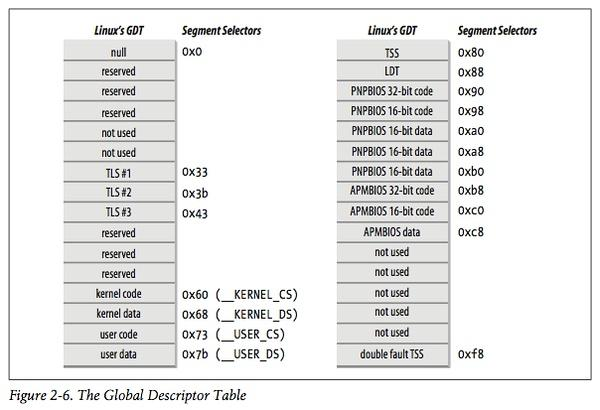 Linux's GDT Segment Selectors
null 0x0
reserved
reserved
reserved
not used
not used
TLS #1 0x33
TLS #2 0x3b
TLS #3 0x43
reserved
reserved
reserved
kernel code 0x60 (__KERNEL_CS)
kernel data 0x68 (__KERNEL_DS)
user code 0x73 (__USER_CS)
user data 0x7b (__USER_DS)
Linux's GDT Segment Selectors
TSS 0x80
LDT 0x88
PNPBIOS 32-bit code 0x90
PNPBIOS 16-bit code 0x98
PNPBIOS 16-bit data 0xa0
PNPBIOS 16-bit data 0xa8
PNPBIOS 16-bit data 0xb0
APMBIOS 32-bit code 0xb8
APMBIOS 16-bit code 0xc0
APMBIOS data 0xc8
not used
not used
not used
not used
not used
double fault TSS 0xf8
Figure 2-6. The Global Descriptor Table